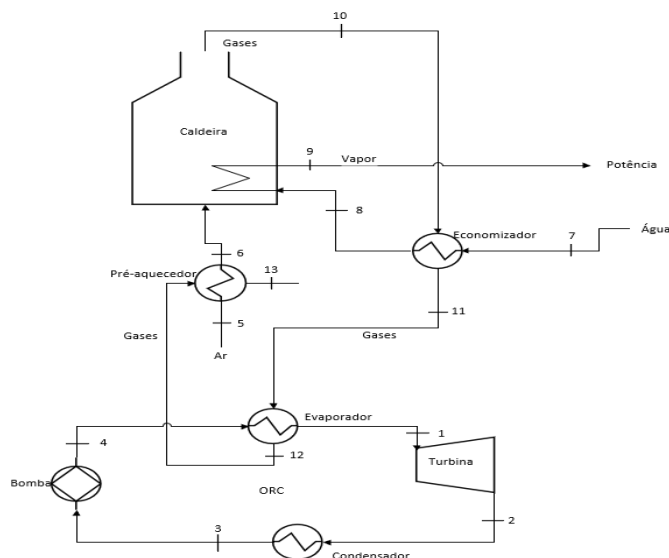 10
Gases
Caldeira
9
Vapor
Potência
8
Economizador
7
Água
6
Pré-aquecedor
13
11
5
Gases
Gases
Ar
Evaporador
1
4
12
Turbina
Bomba
ORC
3
2
Condensador